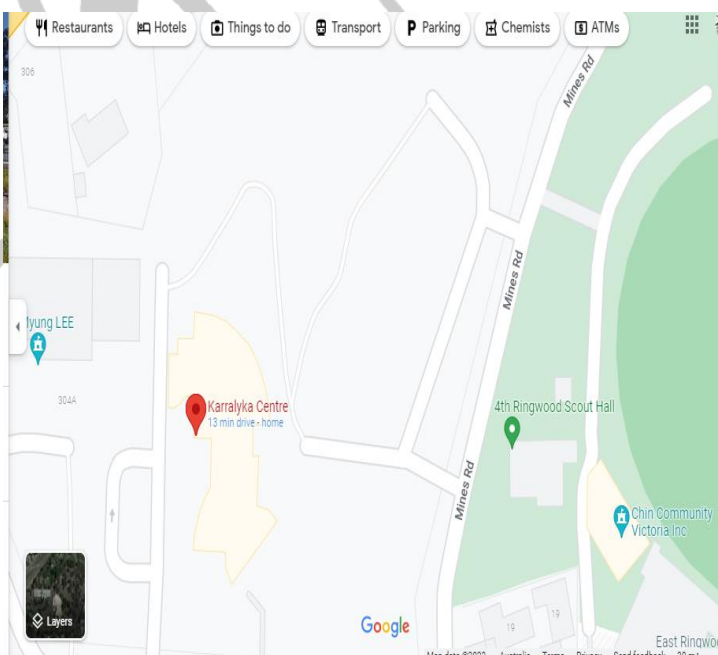 Restaurants
Hotels
Things to do
Transport
P Parking
Chemists
ATMs
306
Mines Rd
Mines Rd
LEE
304A
Karralyka Centre
13 min drive - home
4th Ringwood Scout Hall
Mines Rd
Chin Community
Victoria Inc
Layers
Google
19
19
East